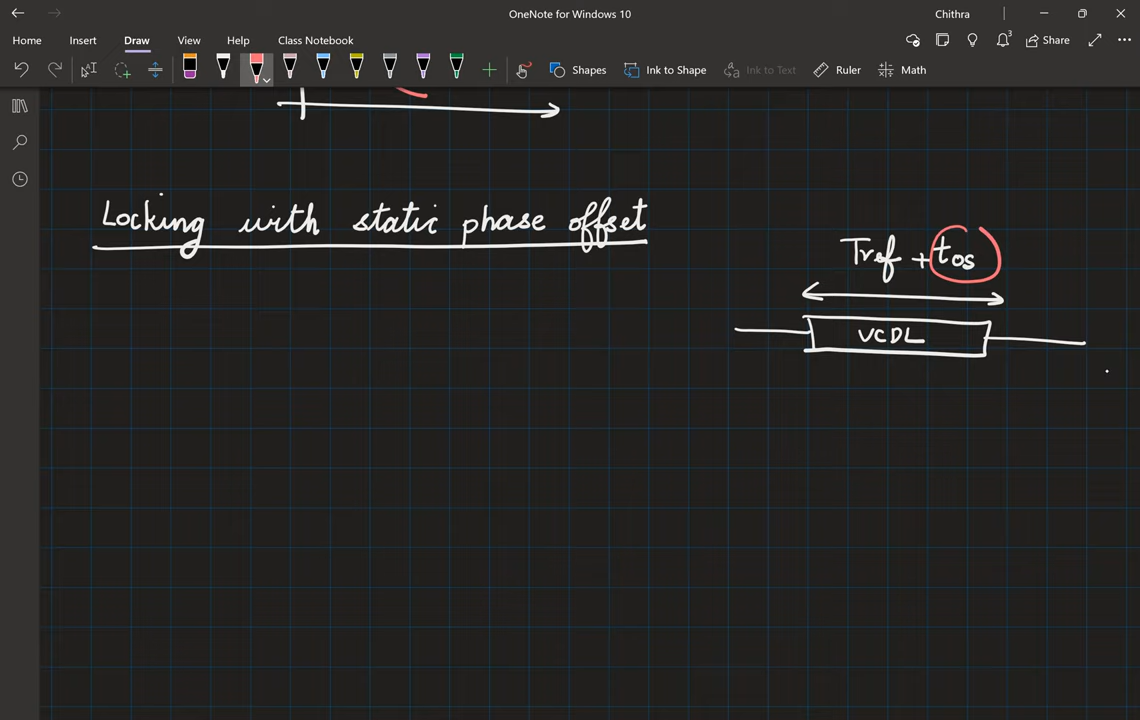 OneNote for Windows 10
Chithra
Home Insert Draw View Help Class Notebook
3
Share
Shapes Ink to Shape Ink to Text Ruler Math
Locking with static phase offset
Tref + tos
VCDL